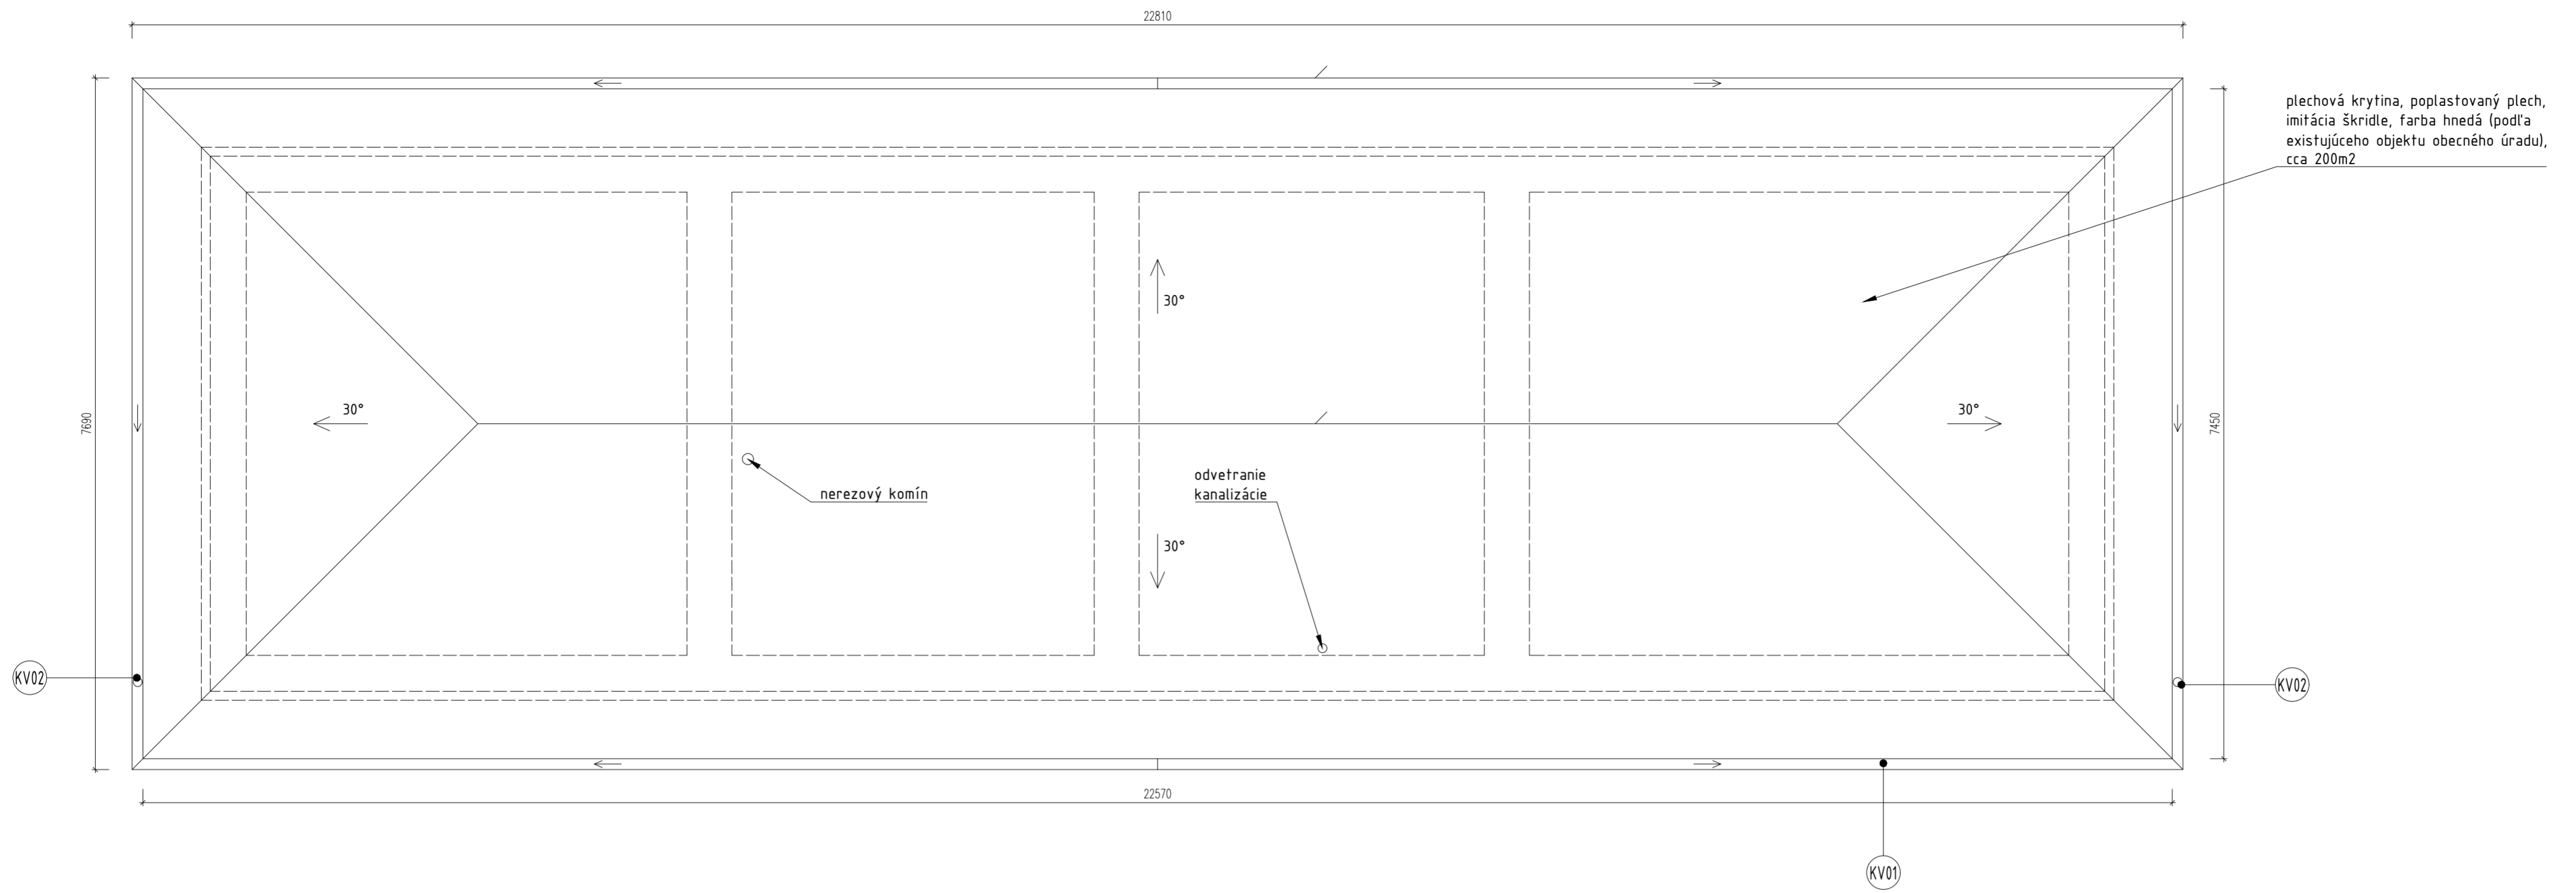 22810
plechová krytina, poplastovaný plech,
imitácia škridle, farba hnedá (podľa
existujúceho objektu obecného úradu),
cca 200m2
30°
7690
30°
30°
7450
odvetranie
kanalizácie
nerezový komín
30°
KV02
KV02
22570
KV01